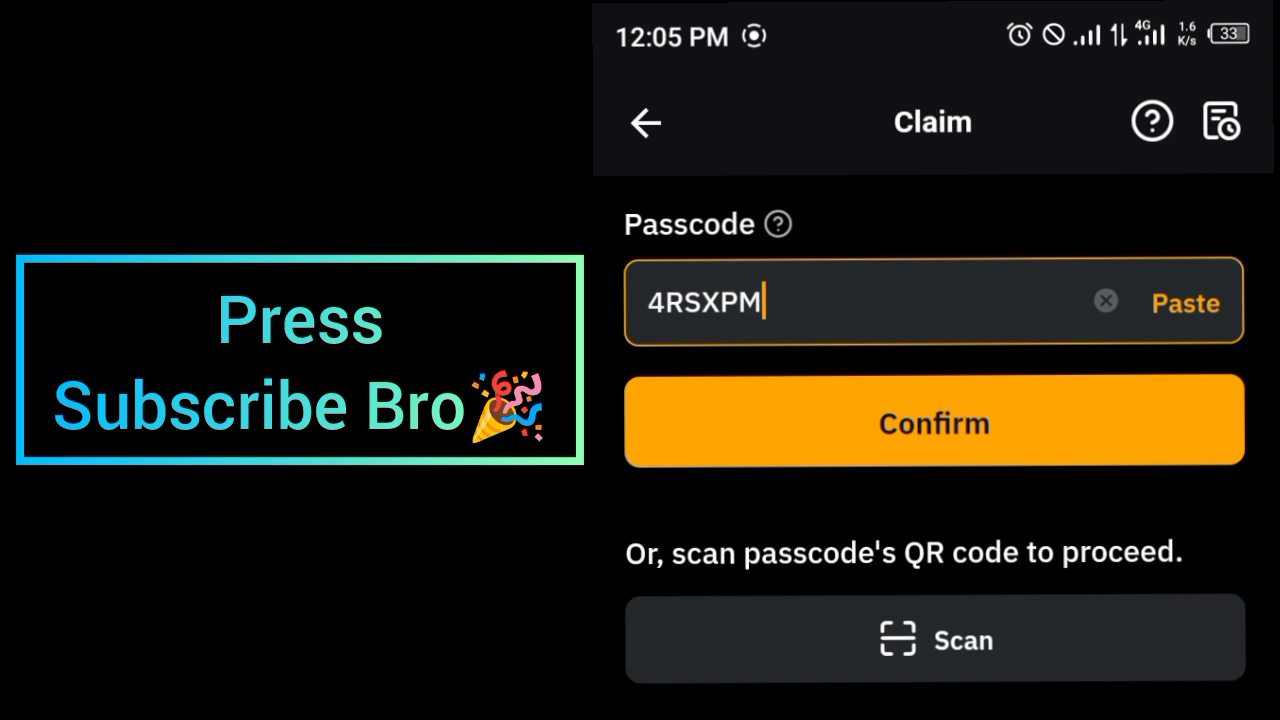 Press
Subscribe Bro🎉
12:05 PM
4G
1.6
K/s
33
Claim
Passcode
4RSXPM
Paste
Confirm
Or, scan passcode's QR code to proceed.
Scan